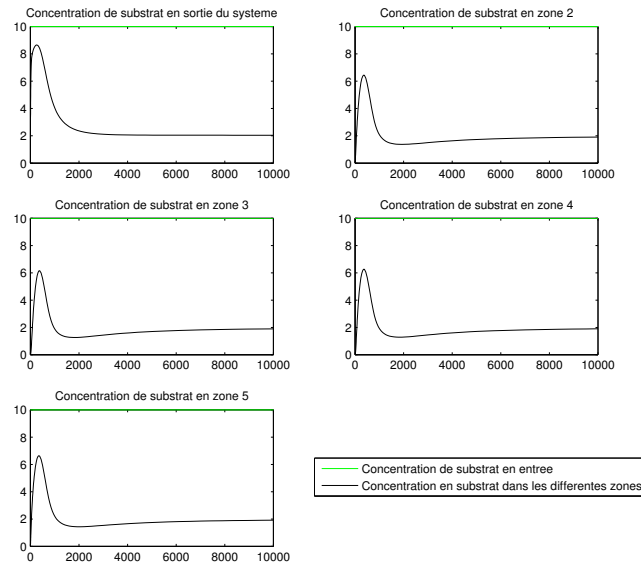 Concentration de substrat en sortie du systeme
10
8
6
4
2
0
0 2000 4000 6000 8000 10000
Concentration de substrat en zone 2
10
8
6
4
2
0
0 2000 4000 6000 8000 10000
Concentration de substrat en zone 3
10
8
6
4
2
0
0 2000 4000 6000 8000 10000
Concentration de substrat en zone 4
10
8
6
4
2
0
0 2000 4000 6000 8000 10000
Concentration de substrat en zone 5
10
8
6
4
2
0
0 2000 4000 6000 8000 10000
Concentration de substrat en entree
Concentration en substrat dans les differentes zones